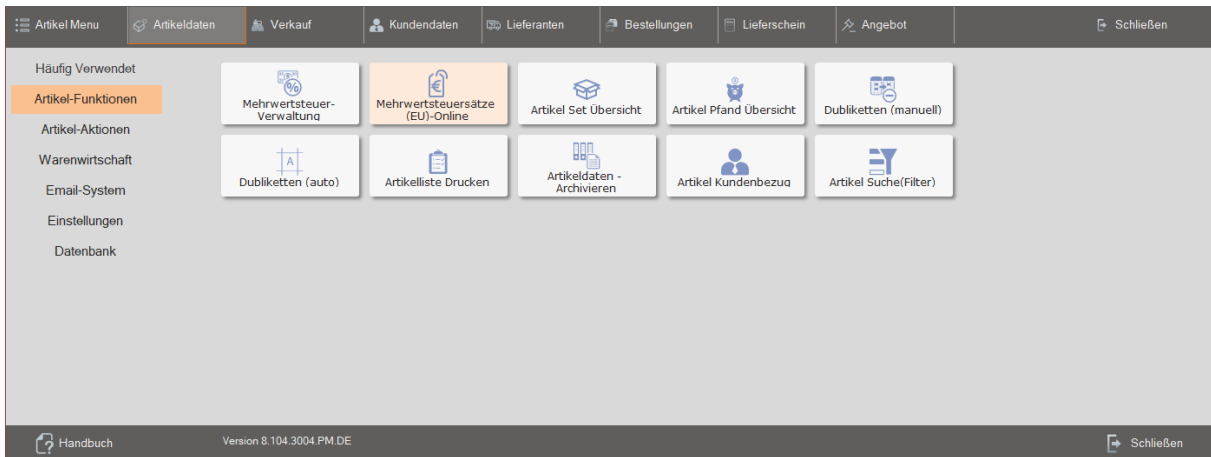 Artikel Menu
Artikeldaten
Verkauf
Kundendaten
Lieferanten
Bestellungen
Lieferschein
Angebot
Schließen
Häufig Verwendet
Artikel-Funktionen
Artikel-Aktionen
Warenwirtschaft
Email-System
Einstellungen
Datenbank
Mehrwertsteuer-
Verwaltung
Mehrwertsteuersätze
(EU)-Online
Artikel Set Übersicht
Artikel Pfand Übersicht
Dubliketten (manuell)
Dubliketten (auto)
Artikelliste Drucken
Artikeldaten -
Archivieren
Artikel Kundenbezug
Artikel Suche(Filter)
Handbuch
Version 8.104.3004.PM.DE
Schließen